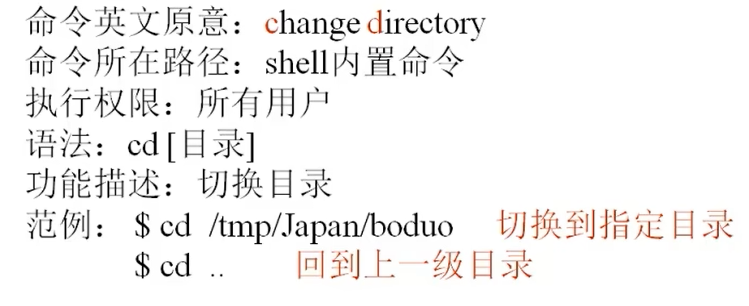 命令英文原意：change directory
命令所在路径：shell内置命令
执行权限：所有用户
语法：cd [目录]
功能描述：切换目录
范例： $ cd /tmp/Japan/boduo 切换到指定目录
$ cd .. 回到上一级目录